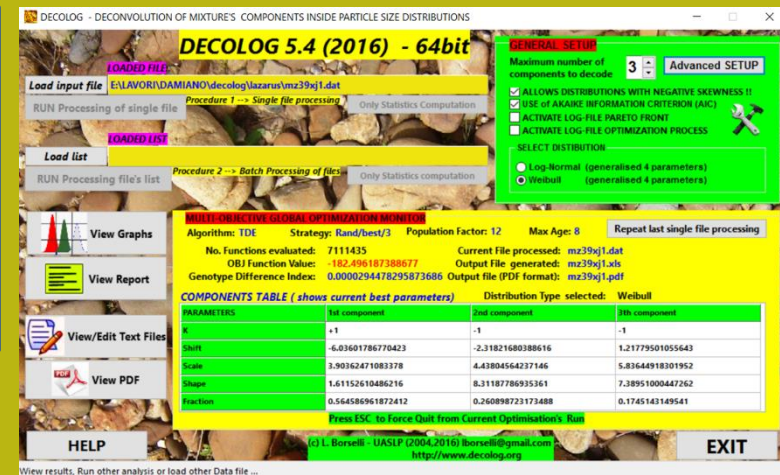 DECOLOG - DECONVOLUTION OF MIXTURE'S COMPONENTS INSIDE PARTICLE SIZE DISTRIBUTIONS
DECOLOG 5.4 (2016) - 64bit
LOADED FILE:
Load input file E:\LAVORI\DAMIANO\decolog\lazarus\mz39xj1.dat
RUN Processing of single file
Procedure 1 --> Single file processing
Only Statistics Computation
LOADED LIST
Load list
RUN Processing file's list
Procedure 2 --> Batch Processing of files
Only Statistics computation
GENERAL SETUP
Maximum number of
components to decode
3
Advanced SETUP
ALLOWS DISTRIBUTIONS WITH NEGATIVE SKEWNESS !!
USE of AKAIKE INFORMATION CRITERION (AIC)
ACTIVATE LOG-FILE PARETO FRONT
ACTIVATE LOG-FILE OPTIMIZATION PROCESS
SELECT DISTIBUTION
Log-Normal (generalised 4 parameters)
Weibull (generalised 4 parameters)
View Graphs
View Report
View/Edit Text Files
PDF
View PDF
MULTI-OBJECTIVE GLOBAL OPTIMIZATION MONITOR
Algorithm: TDE Strategy: Rand/best/3 Population Factor: 12 Max Age: 8
Repeat last single file processing
No. Functions evaluated: 7111435 Current File processed: mz39xj1.dat
OBJ Function Value: -182.496187388677 Output File generated: mz39xj1.xls
Genotype Difference Index: 0.0000294478295873686 Output file (PDF format): mz39xj1.pdf
COMPONENTS TABLE ( shows current best parameters) Distribution Type selected: Weibull
PARAMETERS 1st component 2nd component 3th component
K +1 -1 -1
Shift -6.03601786770423 -2.31821680388616 1.21779501055643
Scale 3.90362471083378 4.43804564237146 5.83644918301952
Shape 1.61152610486216 8.31187786935361 7.38951000447262
Fraction 0.564586961872412 0.260898723173488 0.1745143149541
Press ESC to Force Quit from Current Optimisation's Run
HELP
(c) L. Borselli - UASLP (2004,2016) lborselli@gmail.com
http://www.decolog.org
EXIT
Wiew results, Run other analysis or load other Data file ...